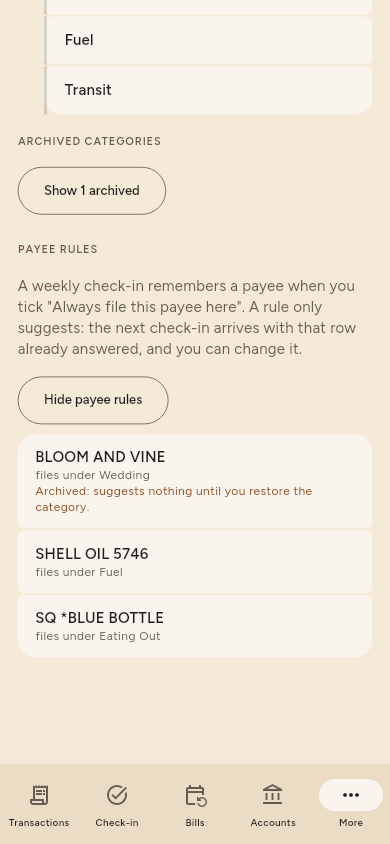 Fuel
Transit
ARCHIVED CATEGORIES
Show 1 archived
PAYEE RULES
A weekly check-in remembers a payee when you
tick "Always file this payee here". A rule only
suggests: the next check-in arrives with that row
already answered, and you can change it.
Hide payee rules
BLOOM AND VINE
files under Wedding
Archived: suggests nothing until you restore the
category.
SHELL OIL 5746
files under Fuel
SQ *BLUE BOTTLE
files under Eating Out
Transactions
Check-in
Bills
Accounts
More